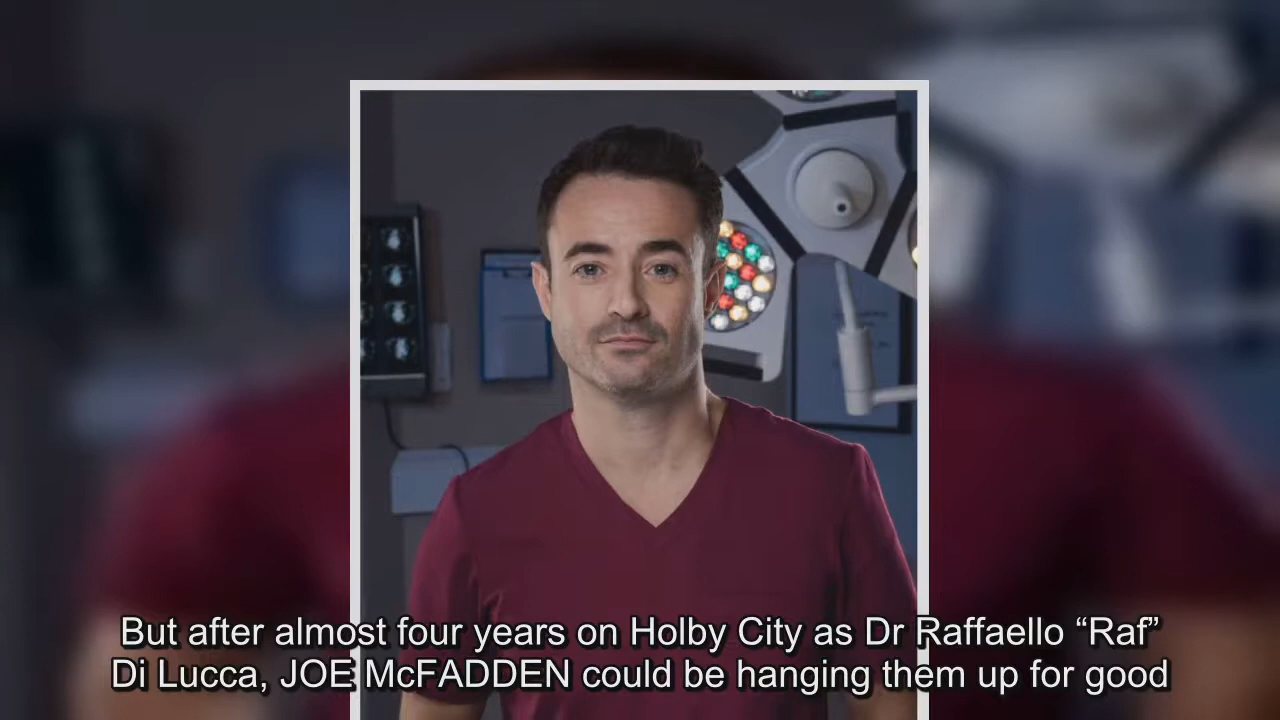 But after almost four years on Holby City as Dr Raffaello “Raf”
Di Lucca, JOE McFADDEN could be hanging them up for good